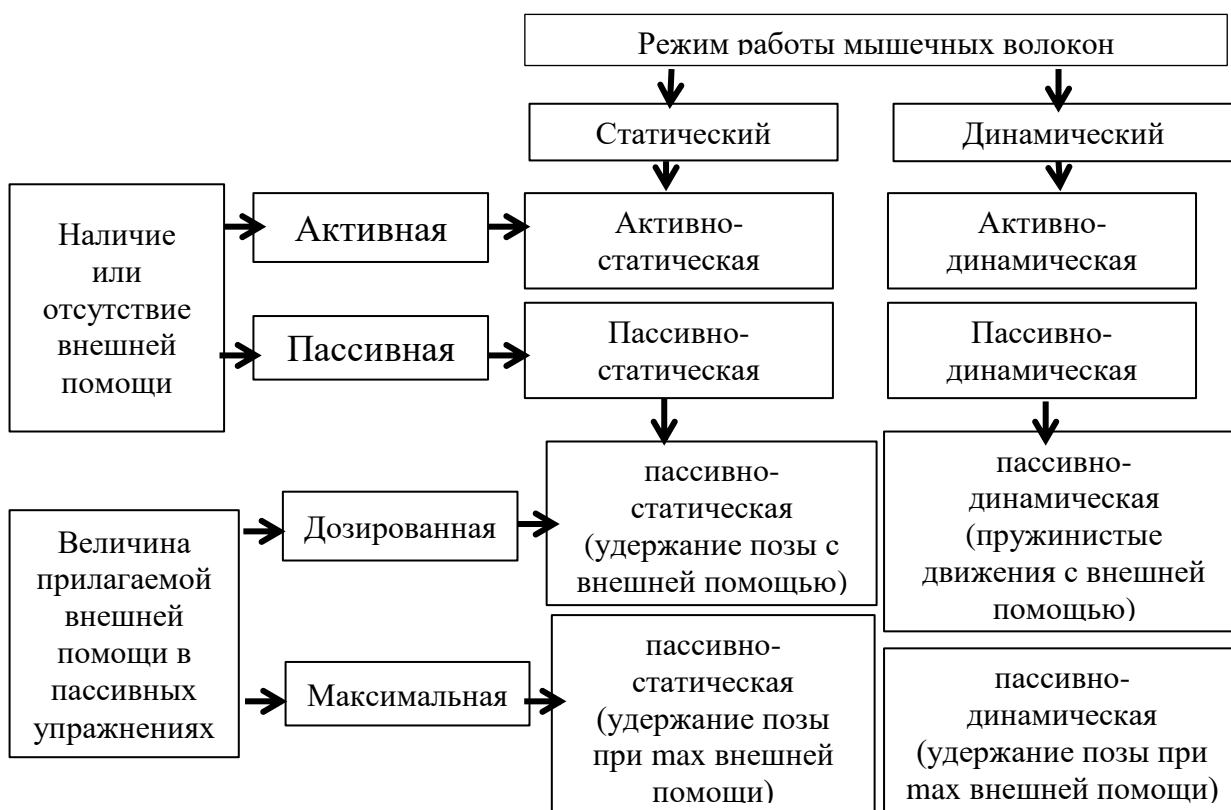 Режим работы мышечных волокон
Статический
Динамический
Наличие
или
отсутствие
внешней
помощи
Активная
Активно-
статическая
Активно-
динамическая
Пассивная
Пассивно-
статическая
Пассивно-
динамическая
Величина
прилагаемой
внешней
помощи в
пассивных
упражнениях
Дозированная
пассивно-
статическая
(удержание позы с
внешней помощью)
пассивно-
динамическая
(пружинистые
движения с внешней
помощью)
Максимальная
пассивно-
статическая
(удержание позы
при max внешней
помощи)
пассивно-
динамическая
(удержание позы при
max внешней помощи)